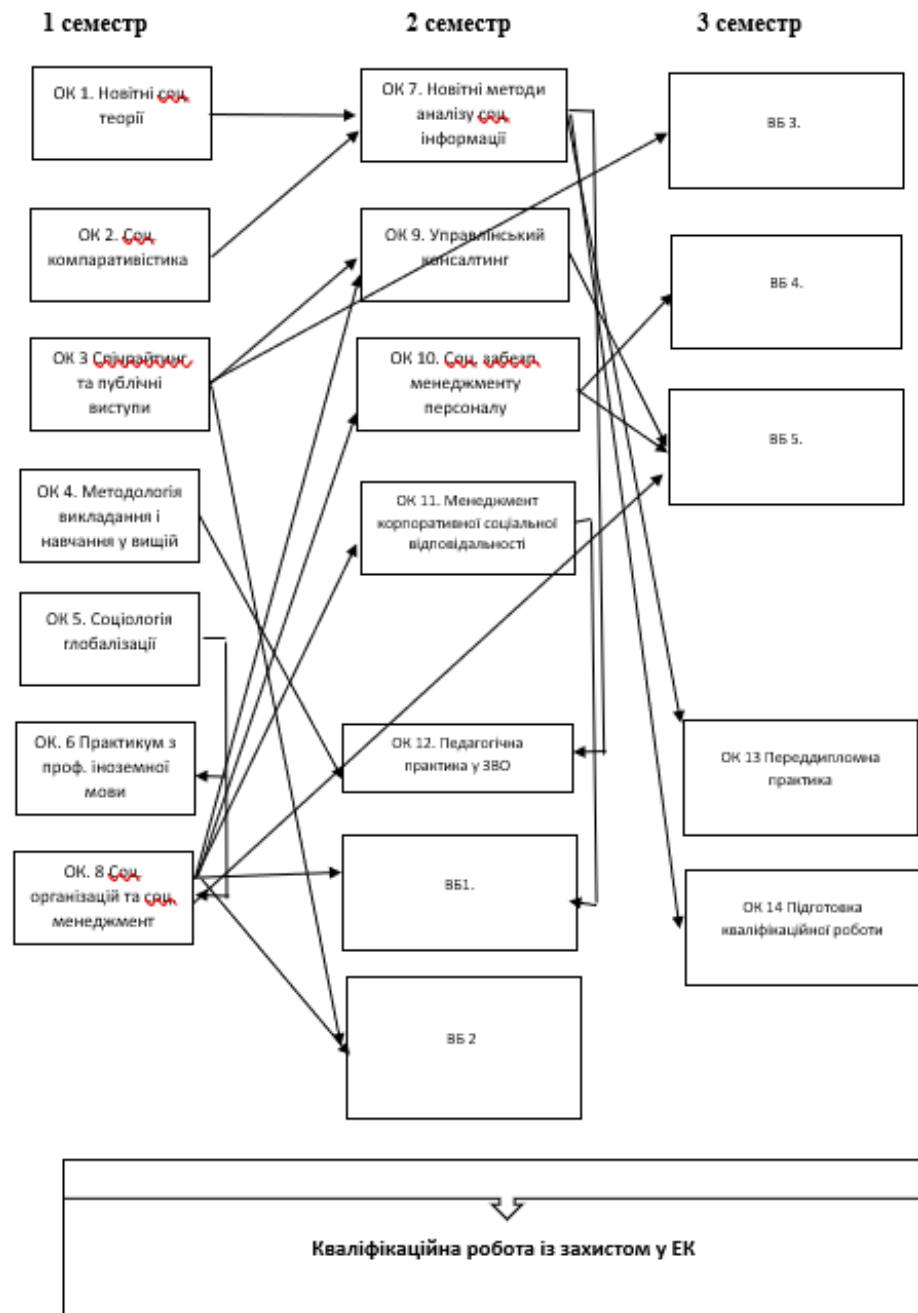 1 семестр
2 семестр
3 семестр
ОК 1. Новітні соц.
теорії
ОК 2. Соц.
компаративістика
ОК 3 Спічрайтинг
та публічні
виступи
ОК 4. Методологія
викладання і
навчання у вищій
ОК 5. Соціологія
глобалізації
ОК. 6 Практикум з
проф. іноземної
мови
ОК. 8 Соц.
організацій та соц.
менеджмент
ОК 7. Новітні методи
аналізу соц.
інформації
ОК 9. Управлінський
консалтинг
ОК 10. Соц. забезп.
менеджменту
персоналу
ОК 11. Менеджмент
корпоративної соціальної
відповідальності
ОК 12. Педагогічна
практика у ЗВО
ВБ1.
ВБ 2
ВБ 3.
ВБ 4.
ВБ 5.
ОК 13 Переддипломна
практика
ОК 14 Підготовка
кваліфікаційної роботи
Кваліфікаційна робота із захистом у ЕК